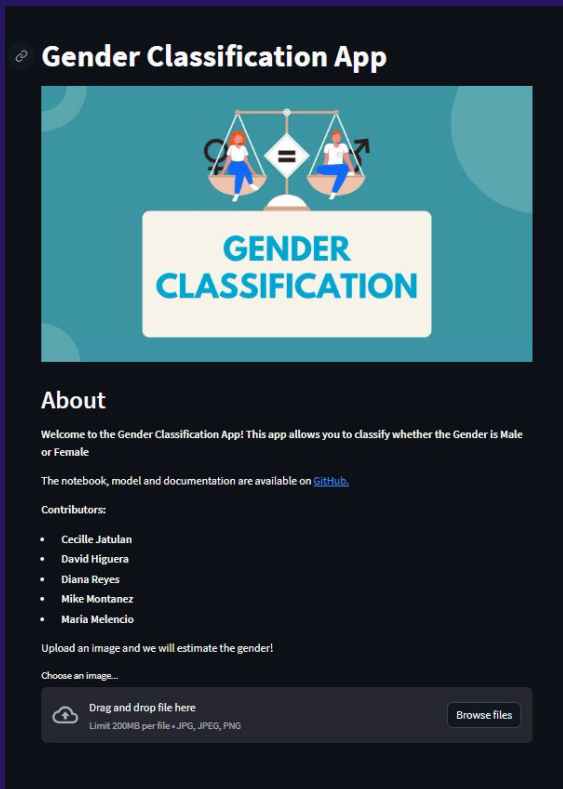 Gender Classification App
=
GENDER
CLASSIFICATION
About
Welcome to the Gender Classification App! This app allows you to classify whether the Gender is Male
or Female
The notebook, model and documentation are available on GitHub.
Contributors:
• Cecille Jatulan
• David Higuera
• Diana Reyes
• Mike Montanez
• Maria Melencio
Upload an image and we will estimate the gender!
Choose an image...
Drag and drop file here
Limit 200MB per file • JPG, JPEG, PNG
Browse files